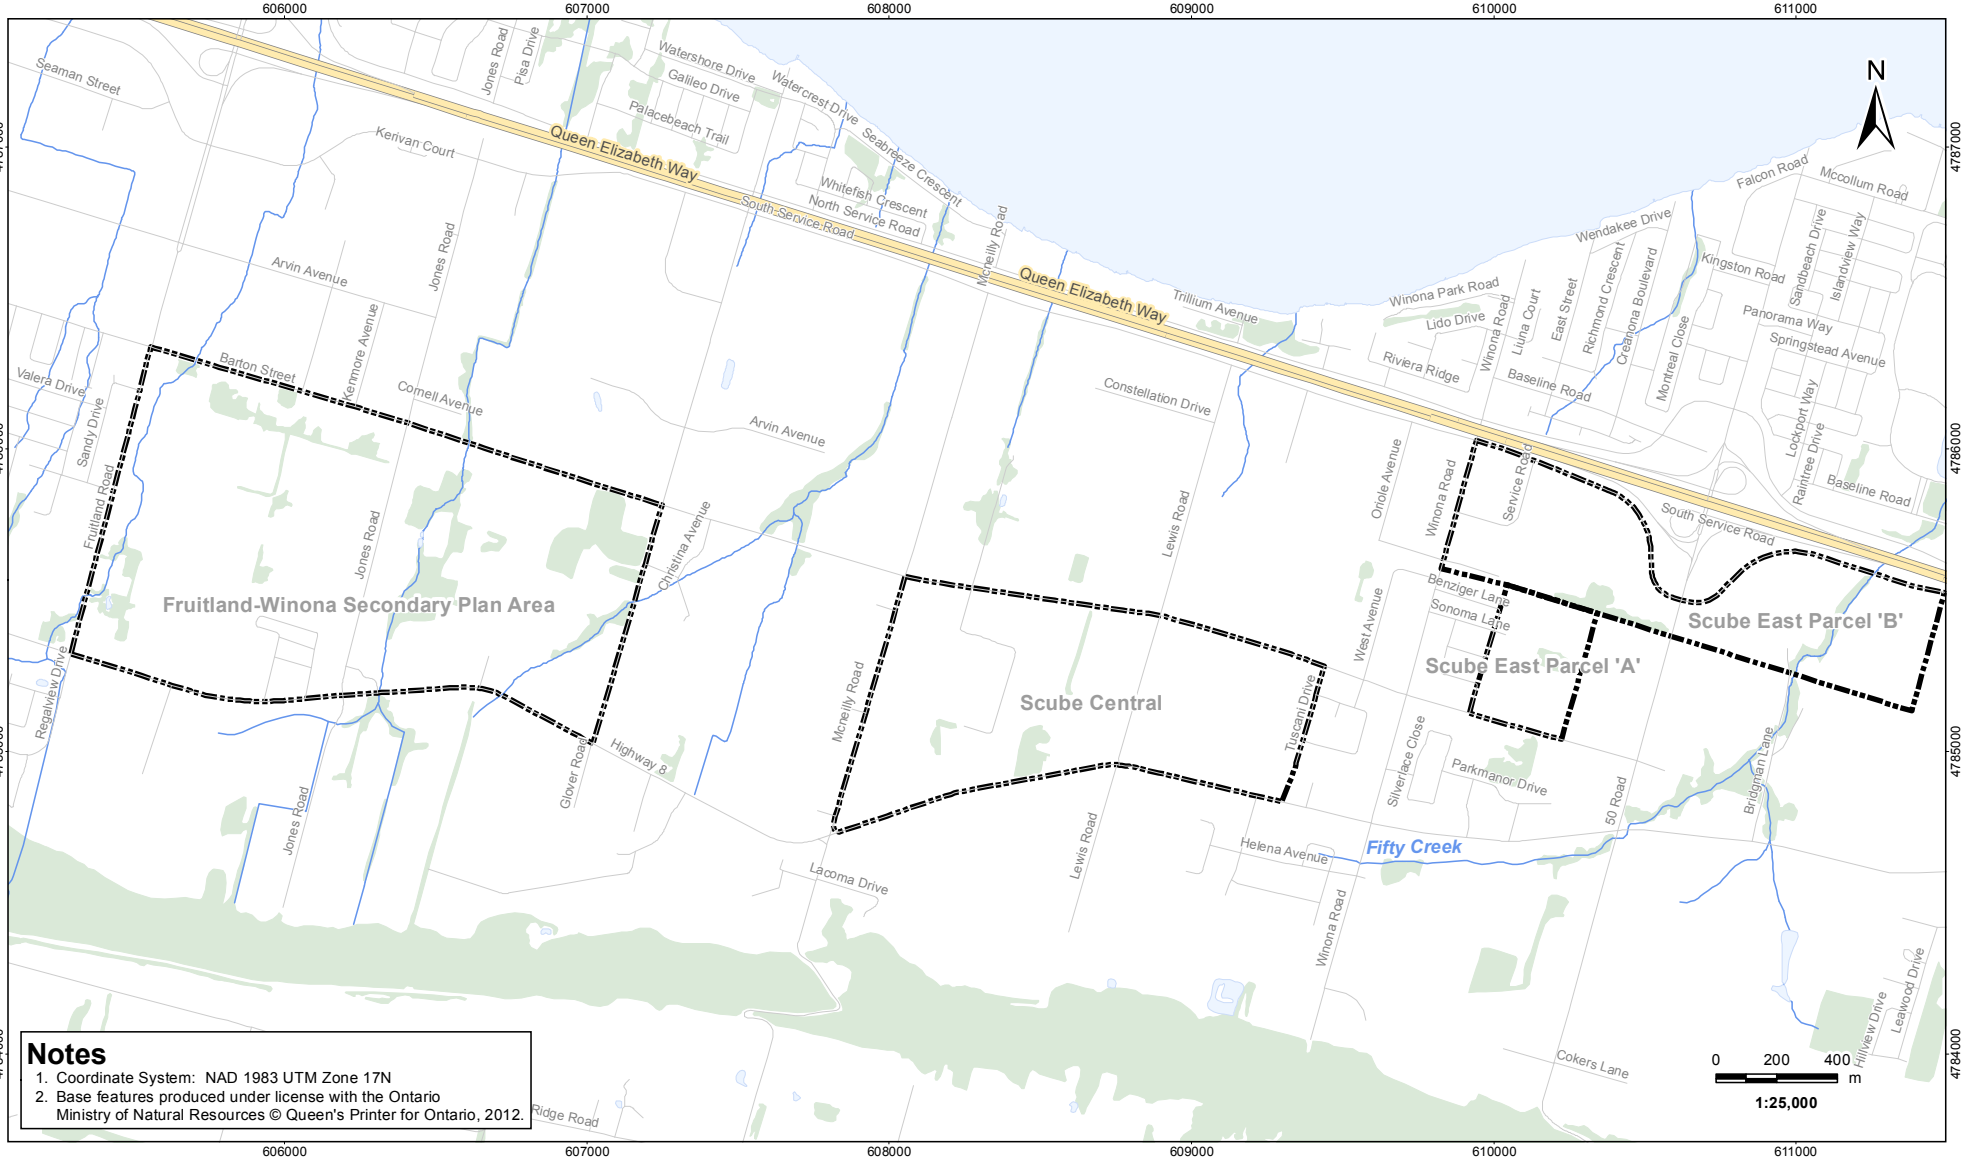 606000
607000
608000
609000
610000
611000
Seaman Street
Jones Road
Pisa Drive
Watershore Drive
Galileo Drive
Palacebeach Trail
Watercrest Drive
Seabreeze Crescent
N
Kerivan Court
Queen Elizabeth Way
Whitefish Crescent
North Service Road
South Service Road
Mcneilly Road
4787000
Falcon Road
Mccollum Road
Wendakee Drive
Sandbeach Drive
Islandview Way
Kingston Road
Arvin Avenue
Jones Road
Queen Elizabeth Way
Trillium Avenue
Winona Park Road
Lido Drive
Winona Road
Liuna Court
East Street
Richmond Crescent
Creanona Boulevard
Montreal Close
Panorama Way
Springstead Avenue
Kenmore Avenue
Barton Street
Cornell Avenue
Valera Drive
Sandy Drive
Arvin Avenue
Constellation Drive
Riviera Ridge
Baseline Road
Lockport Way
Raintree Drive
Baseline Road
4786000
Fruitland Road
Jones Road
Christina Avenue
Lewis Road
Oriole Avenue
Winona Road
Service Road
South Service Road
Fruitland-Winona Secondary Plan Area
Benziger Lane
Sonoma Lane
West Avenue
Scube East Parcel 'B'
Scube East Parcel 'A'
Regalview Drive
Mcneilly Road
Scube Central
Tuscani Drive
Silverlace Close
Parkmanor Drive
Highway 8
Glover Road
Jones Road
50 Road
Bridgman Lane
4785000
Lewis Road
Helena Avenue
Fifty Creek
Lacoma Drive
Winona Road
Hillview Drive
Leawood Drive
Cokers Lane
4784000
Ridge Road
Notes
1. Coordinate System: NAD 1983 UTM Zone 17N
2. Base features produced under license with the Ontario
Ministry of Natural Resources © Queen's Printer for Ontario, 2012.
0 200 400
m
1:25,000
606000
607000
608000
609000
610000
611000